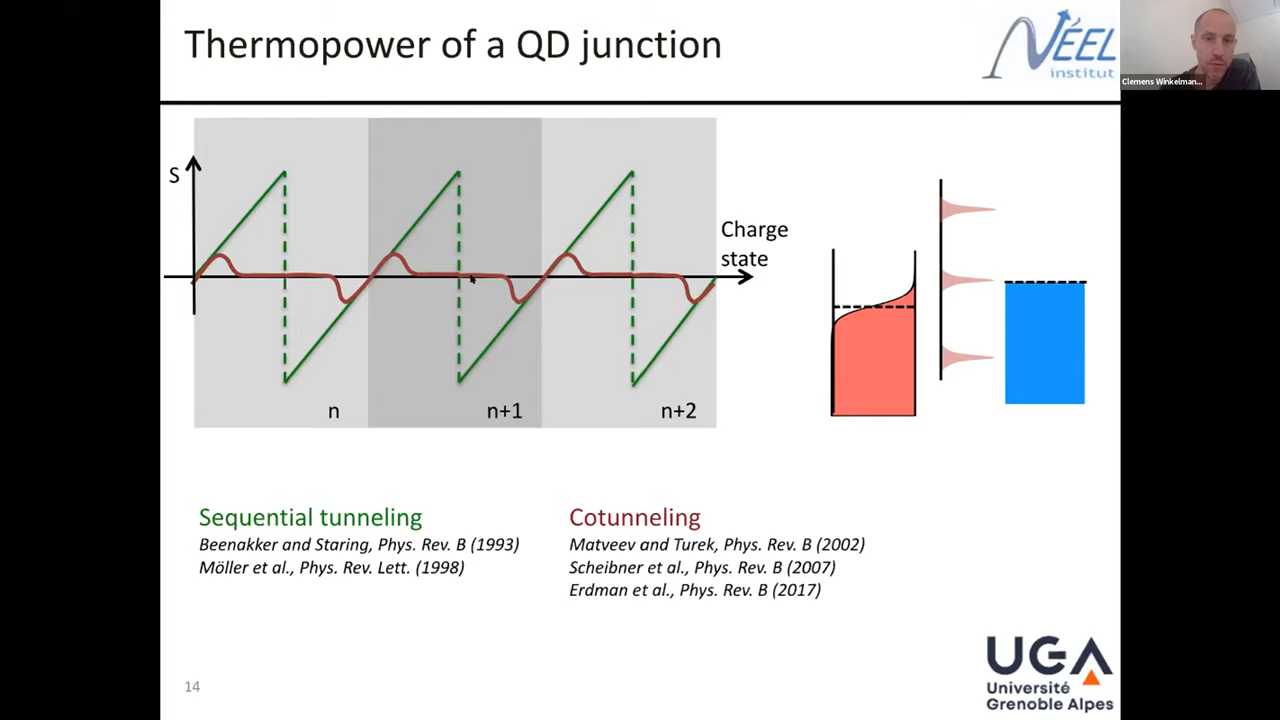 Thermopower of a QD junction
NÉEL
institut
Clemens Winkelman...
S
Charge
state
n
n+1
n+2
Sequential tunneling
Beenakker and Staring, Phys. Rev. B (1993)
Möller et al., Phys. Rev. Lett. (1998)
Cotunneling
Matveev and Turek, Phys. Rev. B (2002)
Scheibner et al., Phys. Rev. B (2007)
Erdman et al., Phys. Rev. B (2017)
14
UGA
Université
Grenoble Alpes